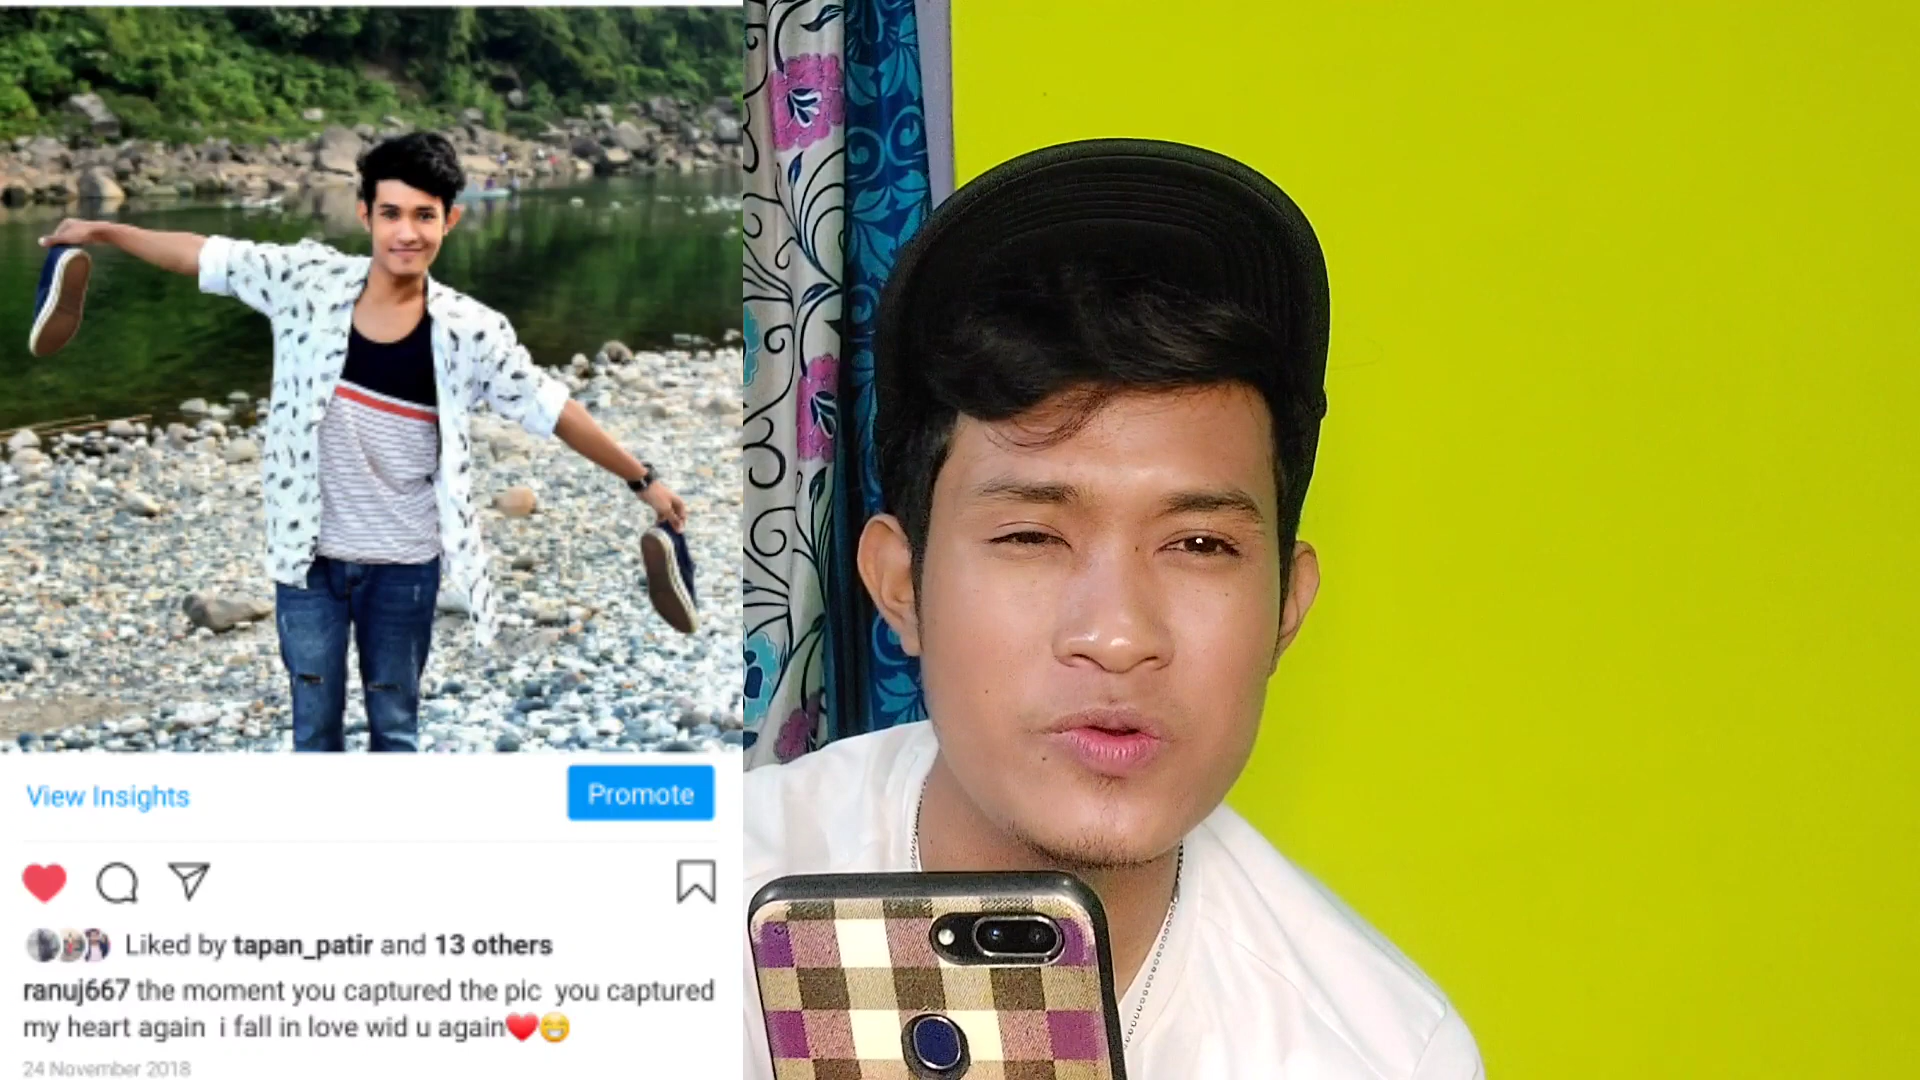 View Insights
Promote
Liked by tapan_patir and 13 others
ranuj667 the moment you captured the pic you captured
my heart again i fall in love wid u again❤️😁
24 November 2018